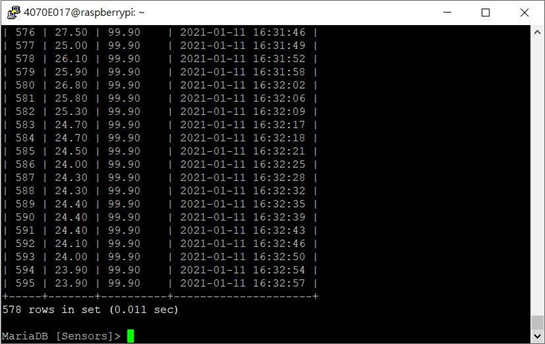 4070E017@raspberrypi: ~
| 576 | 27.50 | 99.90    | 2021-01-11 16:31:46 |
| 577 | 25.00 | 99.90    | 2021-01-11 16:31:49 |
| 578 | 26.10 | 99.90    | 2021-01-11 16:31:52 |
| 579 | 25.90 | 99.90    | 2021-01-11 16:31:58 |
| 580 | 26.80 | 99.90    | 2021-01-11 16:32:02 |
| 581 | 25.80 | 99.90    | 2021-01-11 16:32:06 |
| 582 | 25.30 | 99.90    | 2021-01-11 16:32:09 |
| 583 | 24.70 | 99.90    | 2021-01-11 16:32:17 |
| 584 | 24.70 | 99.90    | 2021-01-11 16:32:18 |
| 585 | 24.50 | 99.90    | 2021-01-11 16:32:21 |
| 586 | 24.00 | 99.90    | 2021-01-11 16:32:25 |
| 587 | 24.30 | 99.90    | 2021-01-11 16:32:28 |
| 588 | 24.30 | 99.90    | 2021-01-11 16:32:32 |
| 589 | 24.40 | 99.90    | 2021-01-11 16:32:35 |
| 590 | 24.40 | 99.90    | 2021-01-11 16:32:39 |
| 591 | 24.40 | 99.90    | 2021-01-11 16:32:43 |
| 592 | 24.10 | 99.90    | 2021-01-11 16:32:46 |
| 593 | 24.00 | 99.90    | 2021-01-11 16:32:50 |
| 594 | 23.90 | 99.90    | 2021-01-11 16:32:54 |
| 595 | 23.90 | 99.90    | 2021-01-11 16:32:57 |
+-----+-------+----------+---------------------+
578 rows in set (0.011 sec)
MariaDB [Sensors]>